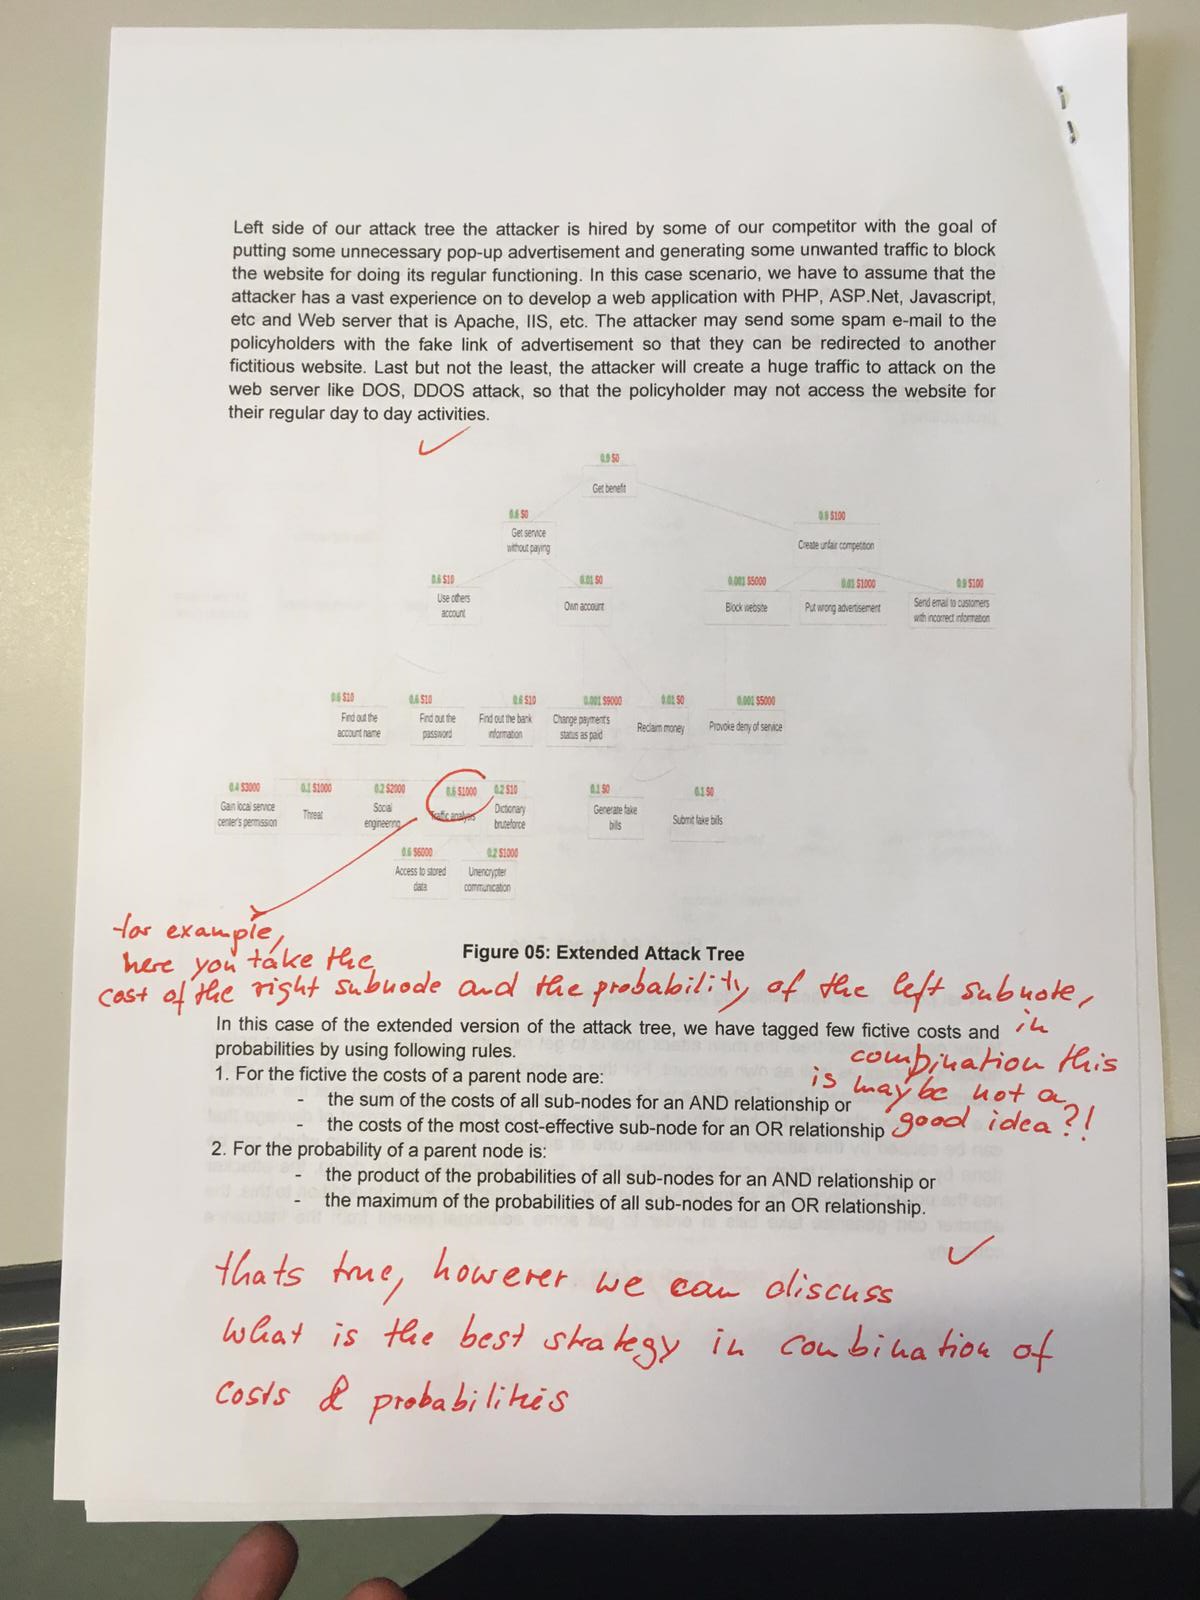 Left side of our attack tree the attacker is hired by some of our competitor with the goal of
putting some unnecessary pop-up advertisement and generating some unwanted traffic to block
the website for doing its regular functioning. In this case scenario, we have to assume that the
attacker has a vast experience on to develop a web application with PHP, ASP.Net, Javascript,
etc and Web server that is Apache, IIS, etc. The attacker may send some spam e-mail to the
policyholders with the fake link of advertisement so that they can be redirected to another
fictitious website. Last but not the least, the attacker will create a huge traffic to attack on the
web server like DOS, DDOS attack, so that the policyholder may not access the website for
their regular day to day activities.
0.9 $0
Get benefit
0.6 $0
Get service
without paying
0.9 $100
Create unfair competition
0.6 $10
Use others
account
0.01 $0
Own account
0.001 $5000
Block website
0.01 $1000
Put wrong advertisement
0.9 $100
Send email to customers
with incorrect information
0.6 $10
Find out the
account name
0.6 $10
Find out the
password
0.6 $10
Find out the bank
information
0.001 $9000
Change payment's
status as paid
0.01 $0
Reclaim money
0.001 $5000
Provoke deny of service
0.4 $3000
Gain local service
center's permission
0.1 $1000
Threat
0.2 $2000
Social
engineering
0.6 $1000
Traffic analysis
0.2 $10
Dictionary
bruteforce
0.1 $0
Generate fake
bills
0.1 $0
Submit fake bills
0.6 $6000
Access to stored
data
0.2 $1000
Unencrypter
communication
for example,
here you take the
cost of the right subnode and the probability of the left subnote,
in
combination this
is may be not a
good idea?!
Figure 05: Extended Attack Tree
In this case of the extended version of the attack tree, we have tagged few fictive costs and
probabilities by using following rules.
1. For the fictive the costs of a parent node are:
- the sum of the costs of all sub-nodes for an AND relationship or
- the costs of the most cost-effective sub-node for an OR relationship
2. For the probability of a parent node is:
- the product of the probabilities of all sub-nodes for an AND relationship or
- the maximum of the probabilities of all sub-nodes for an OR relationship.
thats true, however we can discuss
what is the best strategy in combination of
costs & probabilities